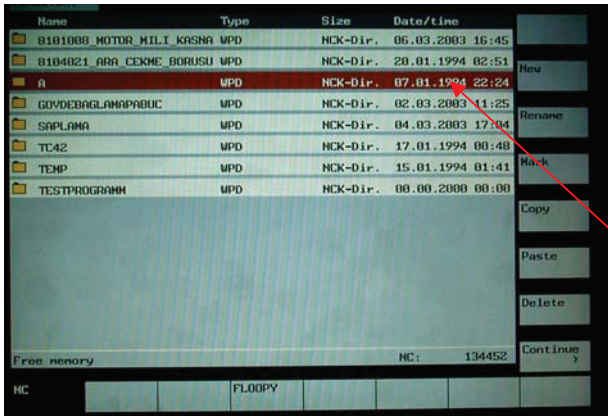 Name Type Size Date/time
8101008_MOTOR_MILI_KASNA WPD NCK-Dir. 06.03.2003 16:45
8104021_ARA_CEKME_BORUSU WPD NCK-Dir. 20.01.1994 02:51
New
A WPD NCK-Dir. 07.01.1994 22:24
GOVDEBAGLAMAPABUC WPD NCK-Dir. 02.03.2003 11:25
Rename
SAPLAMA WPD NCK-Dir. 04.03.2003 17:04
TC42 WPD NCK-Dir. 17.01.1994 00:48
Mark
TEMP WPD NCK-Dir. 15.01.1994 01:41
TESTPROGRAMM WPD NCK-Dir. 00.00.2000 00:00
Copy
Paste
Delete
Continue >
Free memory NC: 134452
NC FLOOPY